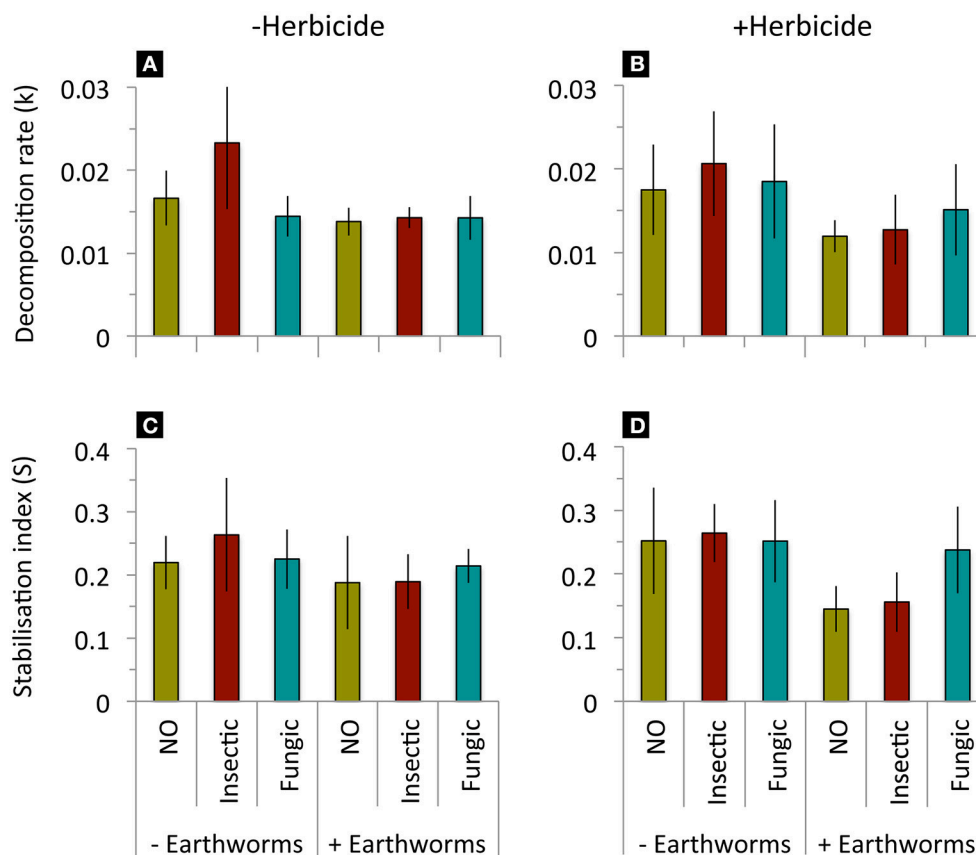 -Herbicide
+Herbicide
A
B
Decomposition rate (k)
0.03
0.02
0.01
0
0.03
0.02
0.01
0
C
D
Stabilisation index (S)
0.4
0.3
0.2
0.1
0
0.4
0.3
0.2
0.1
0
NO
Insectic
Fungic
NO
Insectic
Fungic
NO
Insectic
Fungic
NO
Insectic
Fungic
- Earthworms
+ Earthworms
- Earthworms
+ Earthworms